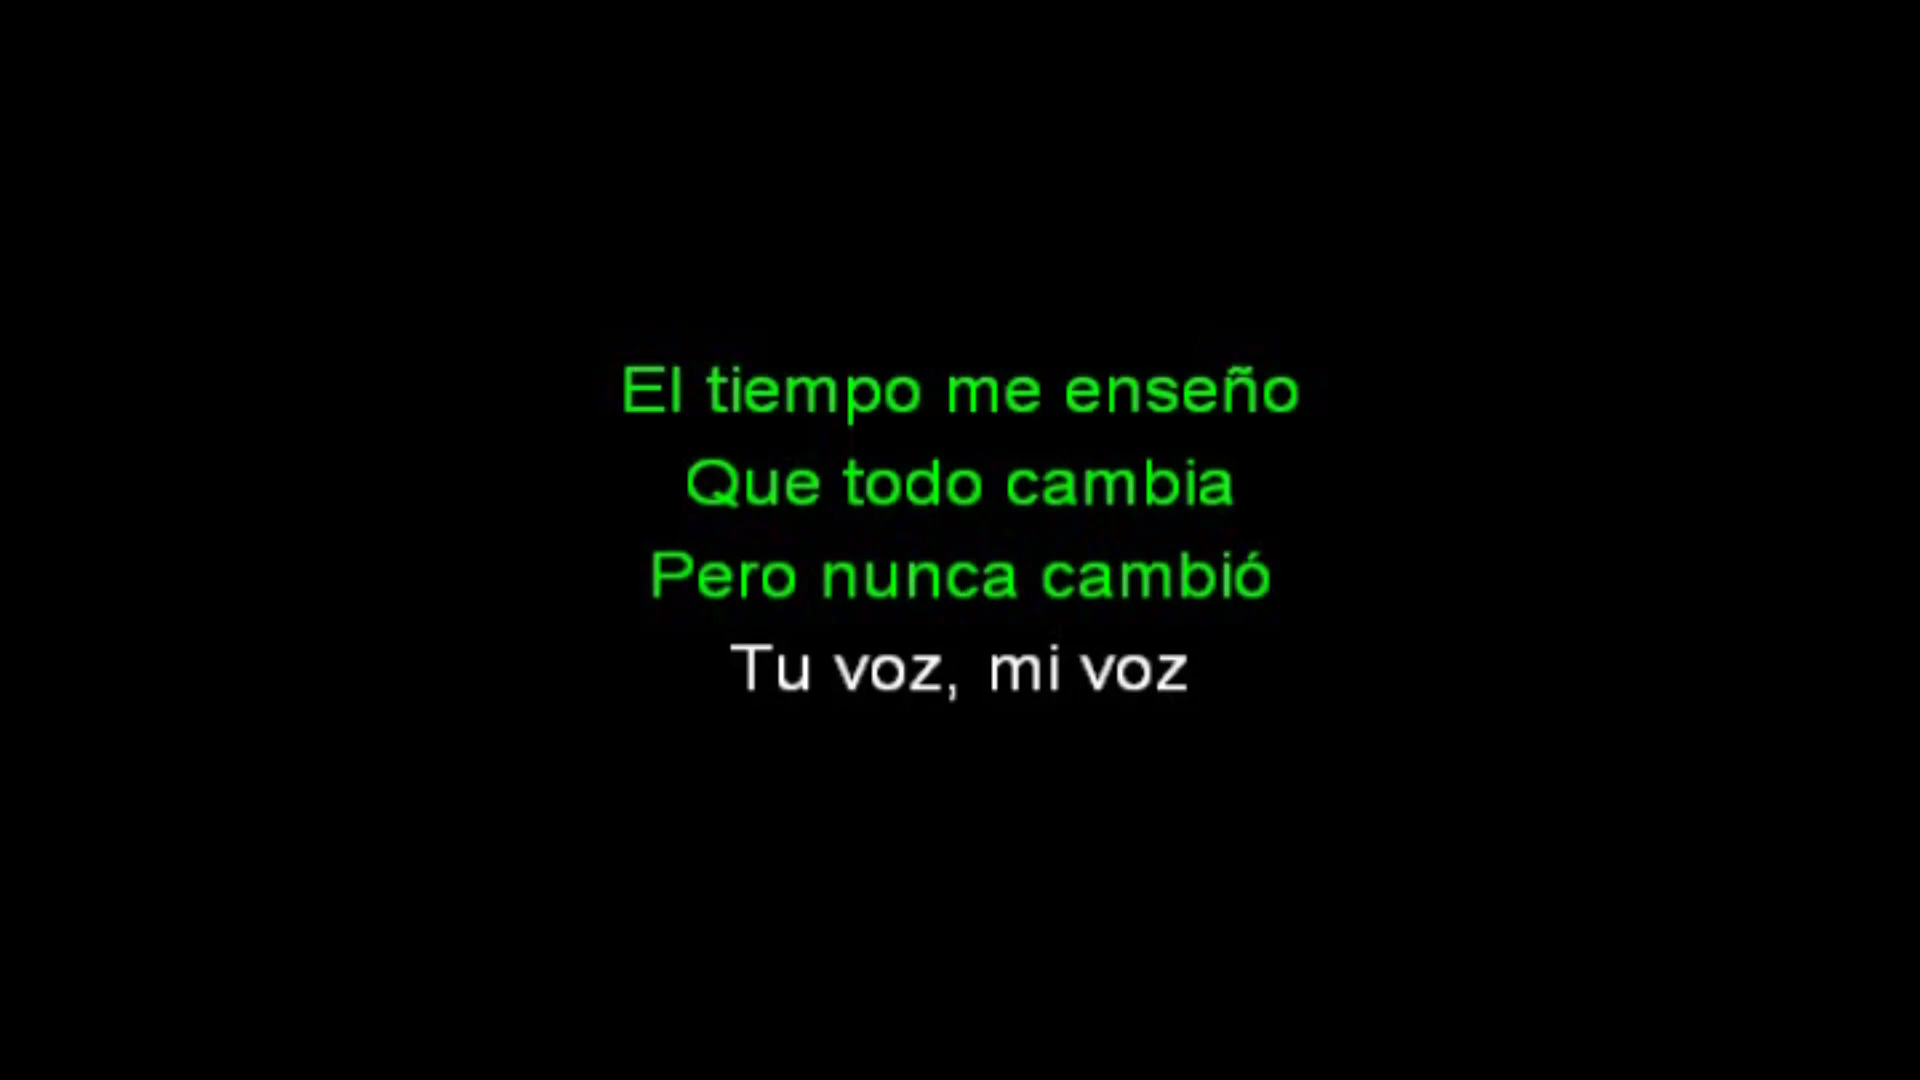 El tiempo me enseño
Que todo cambia
Pero nunca cambió
Tu voz, mi voz